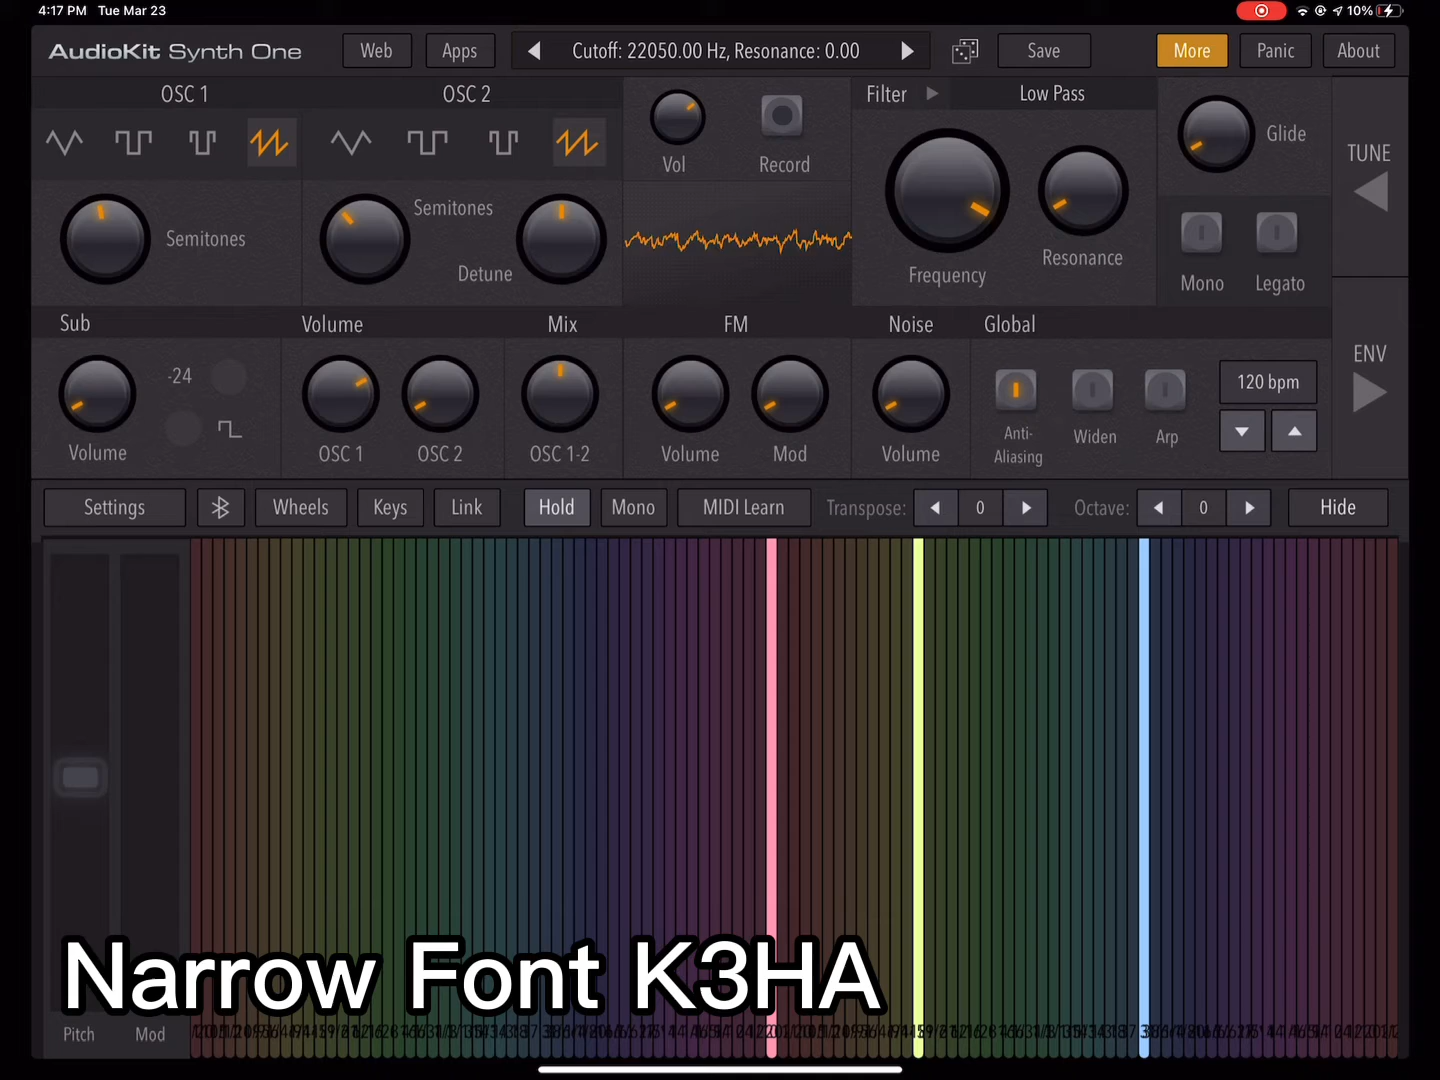 4:17 PM Tue Mar 23
10%
AudioKit Synth One
Web
Apps
Cutoff: 22050.00 Hz, Resonance: 0.00
Save
More
Panic
About
OSC 1
OSC 2
Vol
Record
Filter
Low Pass
Glide
TUNE
Semitones
Semitones
Detune
Frequency
Resonance
Mono
Legato
Sub
Volume
Mix
FM
Noise
Global
ENV
-24
120 bpm
Volume
OSC 1
OSC 2
OSC 1-2
Volume
Mod
Volume
Anti-
Aliasing
Widen
Arp
Settings
Wheels
Keys
Link
Hold
Mono
MIDI Learn
Transpose:
0
Octave:
0
Hide
Narrow Font K3HA
Pitch
Mod